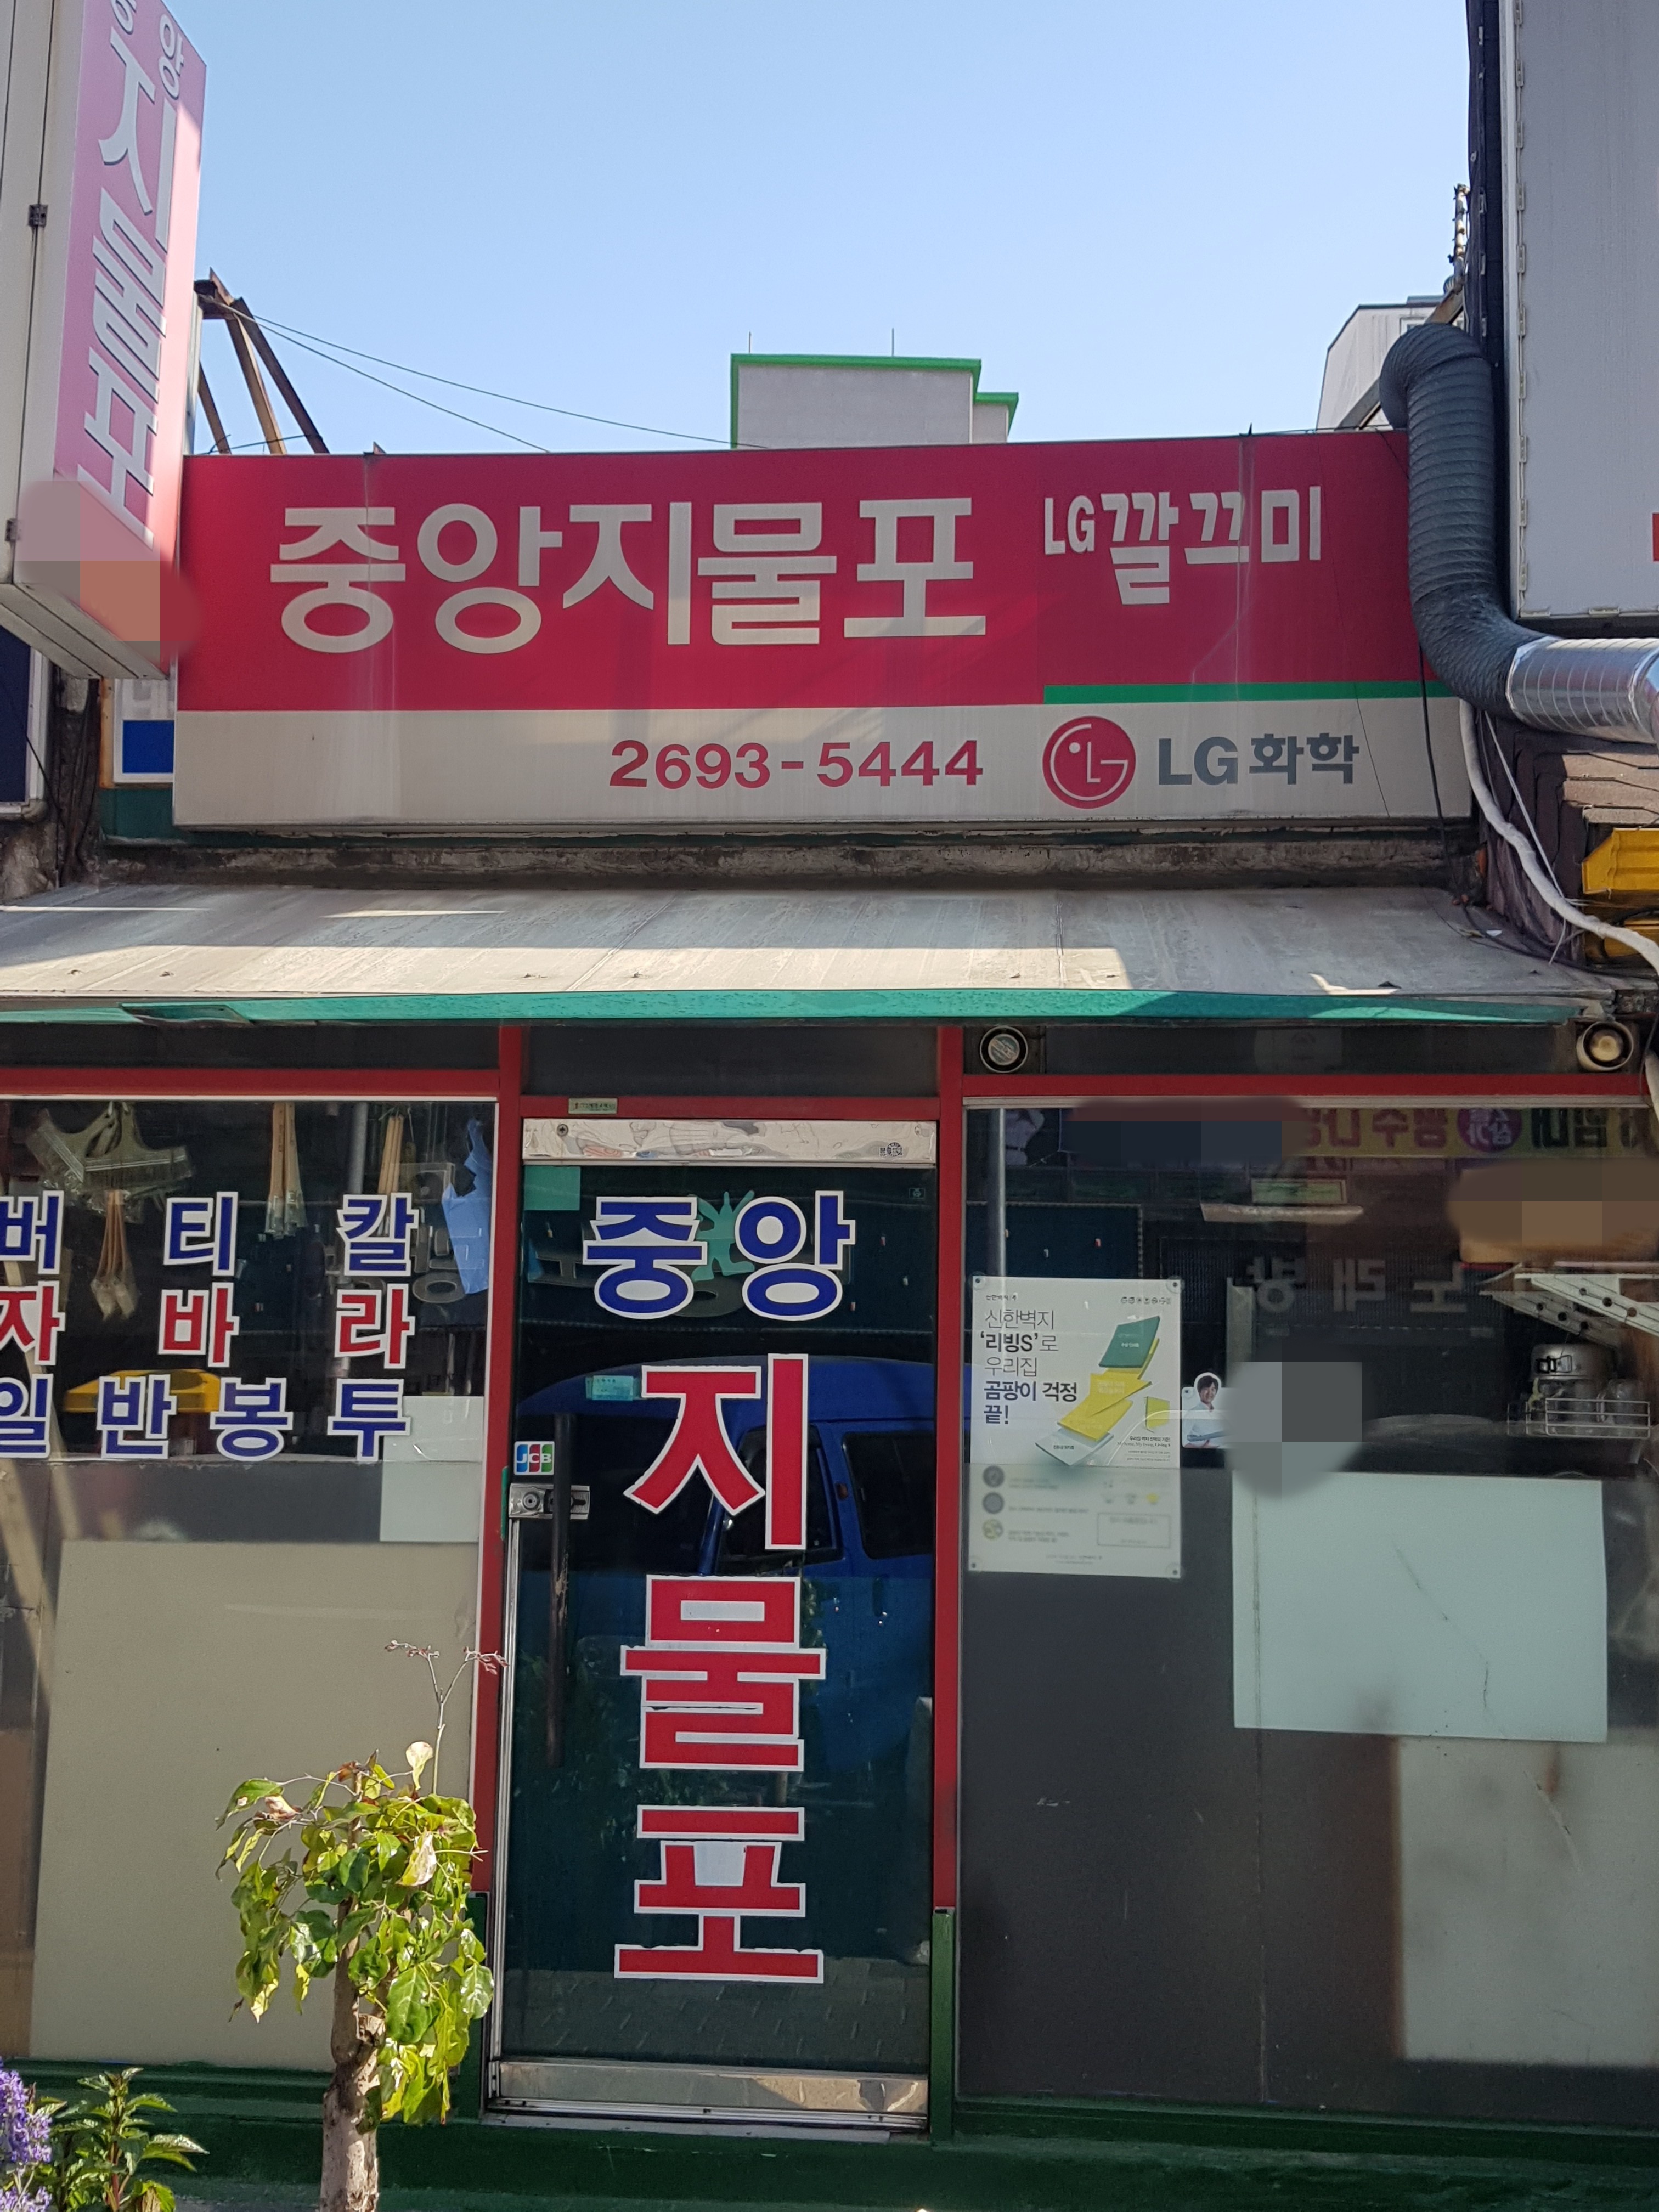 양
지물포
중앙지물포
LG깔끄미
2693-5444
LG화학
버티칼
자바라
일반봉투
중앙
지
물
포
JCB
신한벽지
'리빙S'로
우리집
곰팡이 걱정
끝!